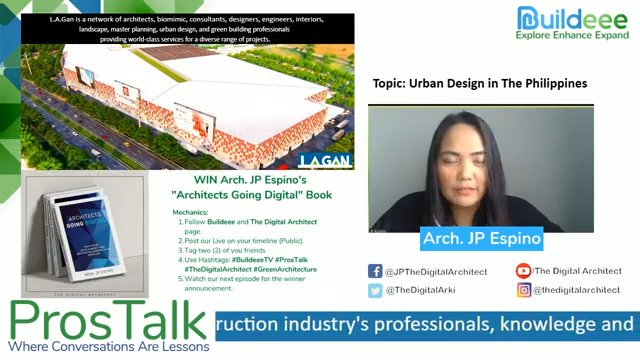 L.A.Gan is a network of architects, biomimic, consultants, designers, engineers, interiors,
landscape, master planning, urban design, and green building professionals
providing world-class services for a diverse range of projects.
Buildeee
Explore Enhance Expand
Topic: Urban Design in The Philippines
L.A.GAN
WIN Arch. JP Espino's
"Architects Going Digital" Book
Mechanics:
1. Follow Buildeee and The Digital Architect
page.
2. Post our Live on your timeline (Public).
3. Tag two (2) of you friends
4. Use Hashtags: #BuildeeeTV #ProsTalk
#TheDigitalArchitect #GreenArchitecture
5. Watch our next episode for the winner
announcement.
ARCHITECTS
GOING DIGITAL
THE DIGITAL ARCHITECT
Arch. JP Espino
@JPTheDigitalArchitect
/The Digital Architect
@TheDigitalArki
@thedigitalarchitect
ProsTalk
Where Conversations Are Lessons
ruction industry's professionals, knowledge and